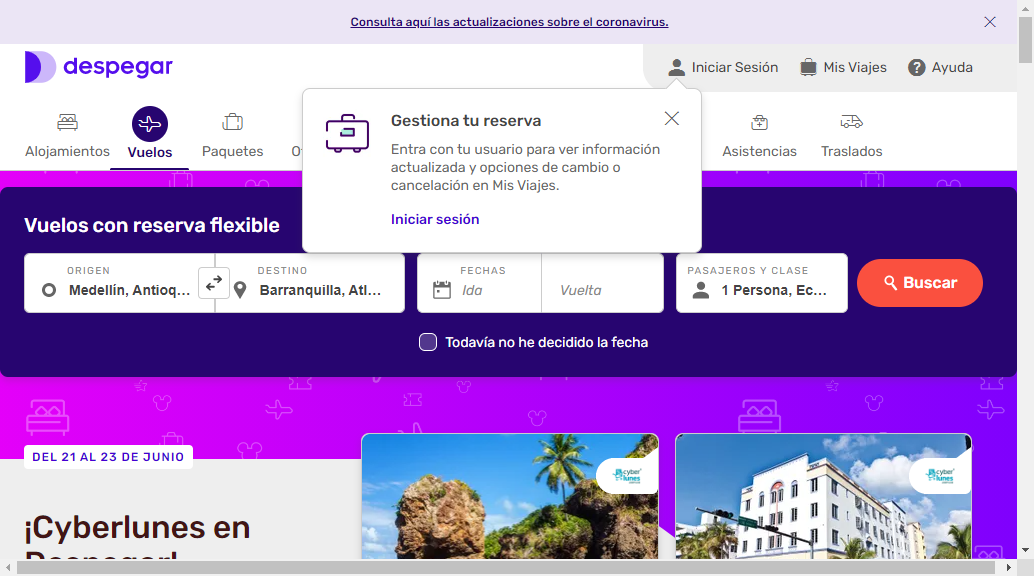 Consulta aquí las actualizaciones sobre el coronavirus.
despegar
Iniciar Sesión
Mis Viajes
Ayuda
Alojamientos
Vuelos
Paquetes
Asistencias
Traslados
Gestiona tu reserva
Entra con tu usuario para ver información
actualizada y opciones de cambio o
cancelación en Mis Viajes.
Iniciar sesión
Vuelos con reserva flexible
ORIGEN
Medellín, Antioq...
DESTINO
Barranquilla, Atl...
FECHAS
Ida
Vuelta
PASAJEROS Y CLASE
1 Persona, Ec...
Buscar
Todavía no he decidido la fecha
DEL 21 AL 23 DE JUNIO
cyber
lunes
cyber
lunes
¡Cyberlunes en
Despegar!